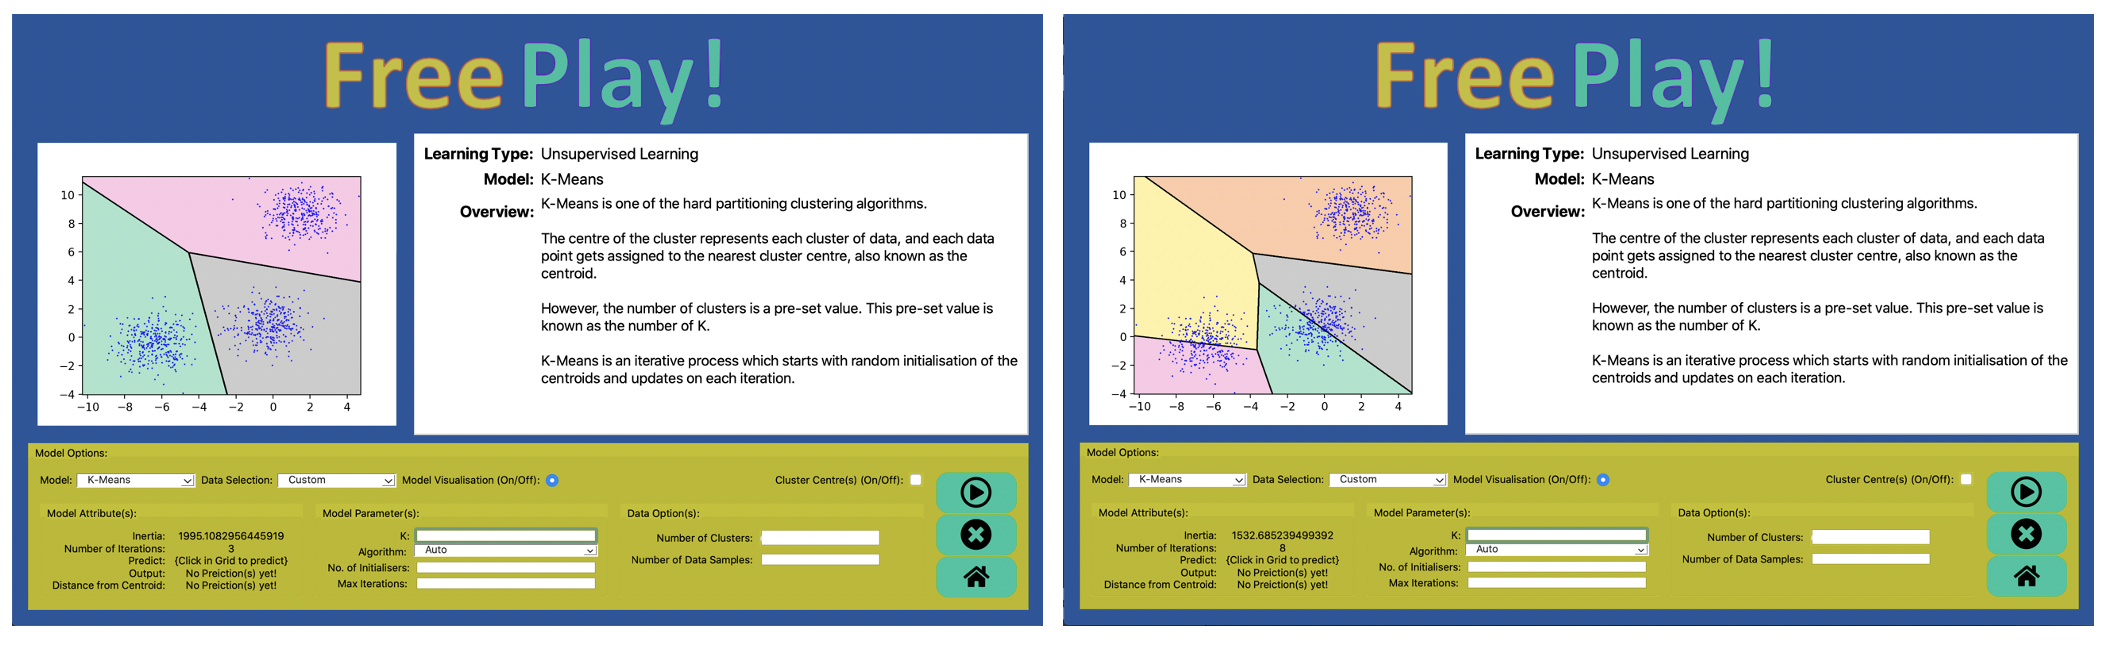 Free Play!
10
8
6
4
2
0
−2
−4
−10 −8 −6 −4 −2 0 2 4
Learning Type: Unsupervised Learning
Model: K-Means
Overview: K-Means is one of the hard partitioning clustering algorithms.
The centre of the cluster represents each cluster of data, and each data
point gets assigned to the nearest cluster centre, also known as the
centroid.
However, the number of clusters is a pre-set value. This pre-set value is
known as the number of K.
K-Means is an iterative process which starts with random initialisation of the
centroids and updates on each iteration.
Model Options:
Model: K-Means Data Selection: Custom Model Visualisation (On/Off): Cluster Centre(s) (On/Off):
Model Attribute(s):
Inertia: 1995.1082956445919
Number of Iterations: 3
Predict: {Click in Grid to predict}
Output: No Preiction(s) yet!
Distance from Centroid: No Preiction(s) yet!
Model Parameter(s):
K:
Algorithm: Auto
No. of Initialisers:
Max Iterations:
Data Option(s):
Number of Clusters:
Number of Data Samples:
Free Play!
10
8
6
4
2
0
−2
−4
−10 −8 −6 −4 −2 0 2 4
Learning Type: Unsupervised Learning
Model: K-Means
Overview: K-Means is one of the hard partitioning clustering algorithms.
The centre of the cluster represents each cluster of data, and each data
point gets assigned to the nearest cluster centre, also known as the
centroid.
However, the number of clusters is a pre-set value. This pre-set value is
known as the number of K.
K-Means is an iterative process which starts with random initialisation of the
centroids and updates on each iteration.
Model Options:
Model: K-Means Data Selection: Custom Model Visualisation (On/Off): Cluster Centre(s) (On/Off):
Model Attribute(s):
Inertia: 1532.685239499392
Number of Iterations: 8
Predict: {Click in Grid to predict}
Output: No Preiction(s) yet!
Distance from Centroid: No Preiction(s) yet!
Model Parameter(s):
K:
Algorithm: Auto
No. of Initialisers:
Max Iterations:
Data Option(s):
Number of Clusters:
Number of Data Samples: